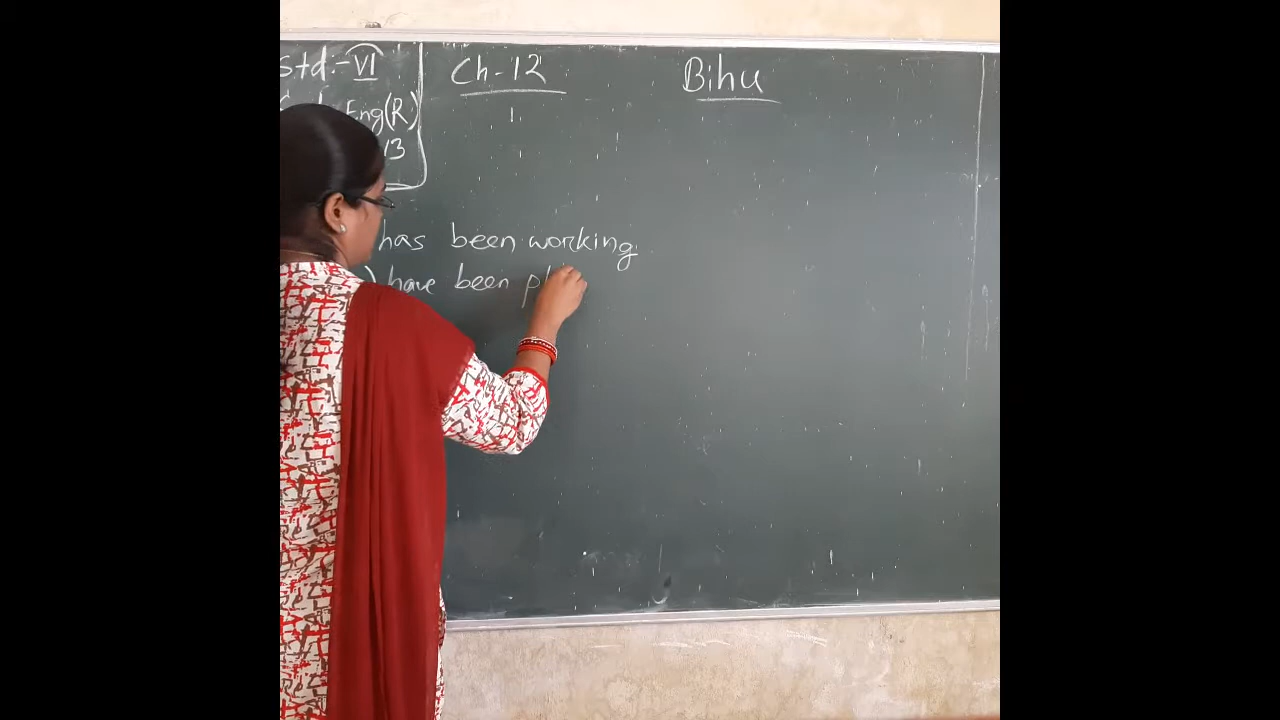 Std:- VI
Eng(R)
13
Ch-12
Bihu
has been working
) have been